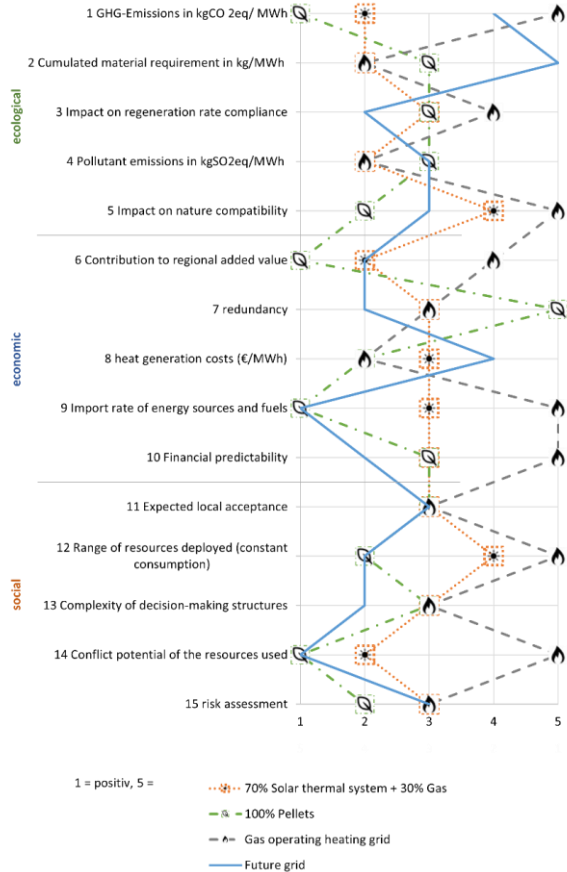 1 GHG-Emissions in kgCO 2eq/ MWh
2 Cumulated material requirement in kg/MWh
3 Impact on regeneration rate compliance
4 Pollutant emissions in kgSO2eq/MWh
5 Impact on nature compatibility
ecological
6 Contribution to regional added value
7 redundancy
8 heat generation costs (€/MWh)
9 Import rate of energy sources and fuels
10 Financial predictability
economic
11 Expected local acceptance
12 Range of resources deployed (constant
consumption)
13 Complexity of decision-making structures
14 Conflict potential of the resources used
15 risk assessment
social
1 2 3 4 5
1 = positiv, 5 =
70% Solar thermal system + 30% Gas
100% Pellets
Gas operating heating grid
Future grid